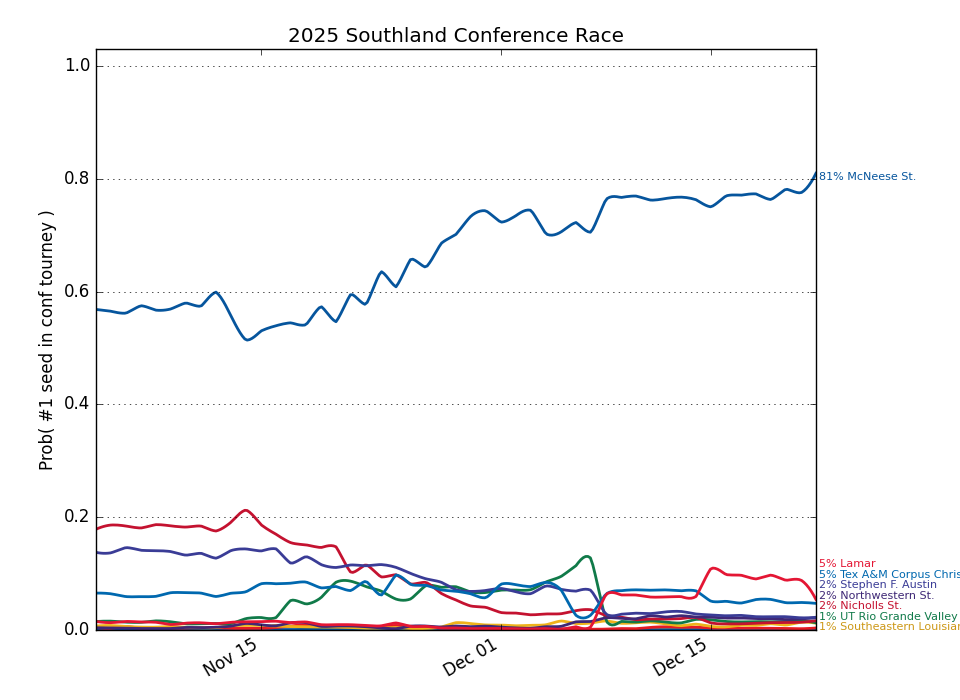 2025 Southland Conference Race
Prob( #1 seed in conf tourney )
1.0
0.8
0.6
0.4
0.2
0.0
Nov 15
Dec 01
Dec 15
81% McNeese St.
5% Lamar
5% Tex A&M Corpus Chris
2% Stephen F. Austin
2% Northwestern St.
2% Nicholls St.
1% UT Rio Grande Valley
1% Southeastern Louisian